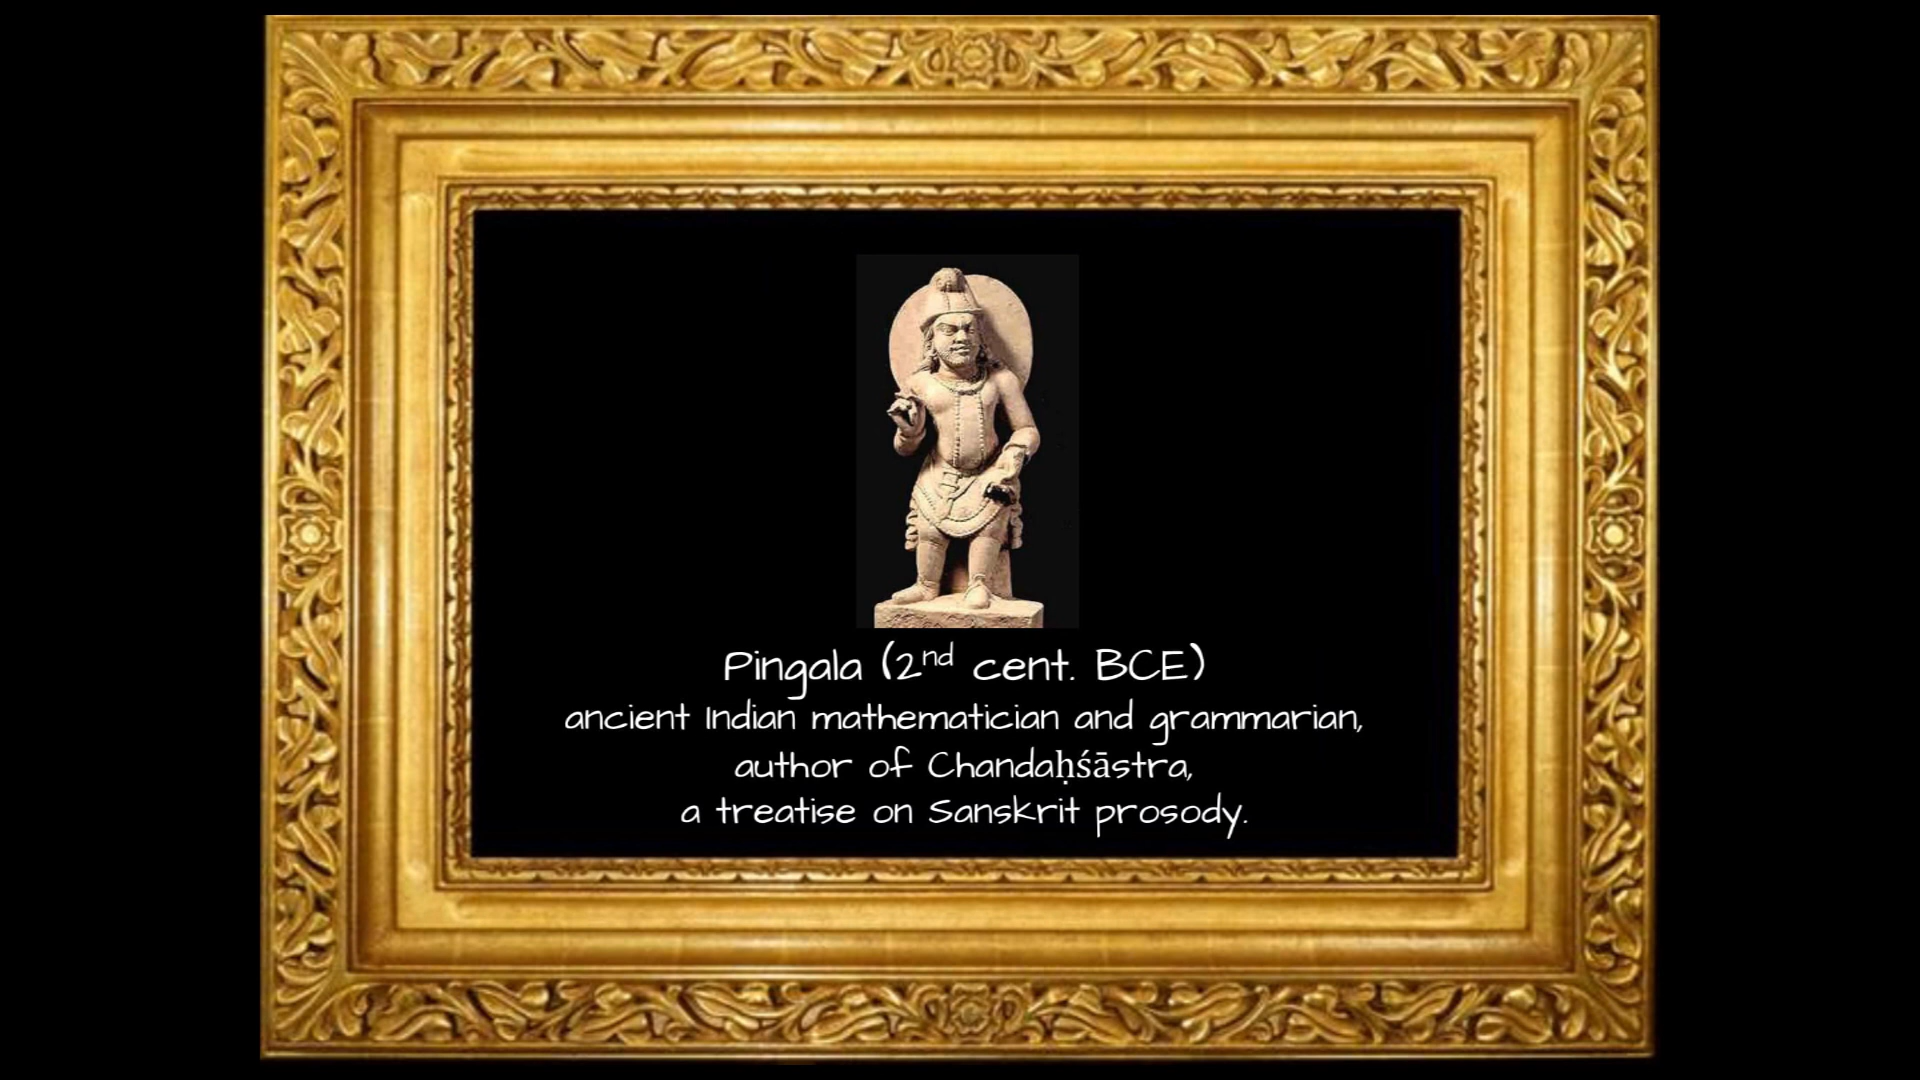 Pingala (2nd cent. BCE)
ancient Indian mathematician and grammarian,
author of Chandaḥśāstra,
a treatise on Sanskrit prosody.